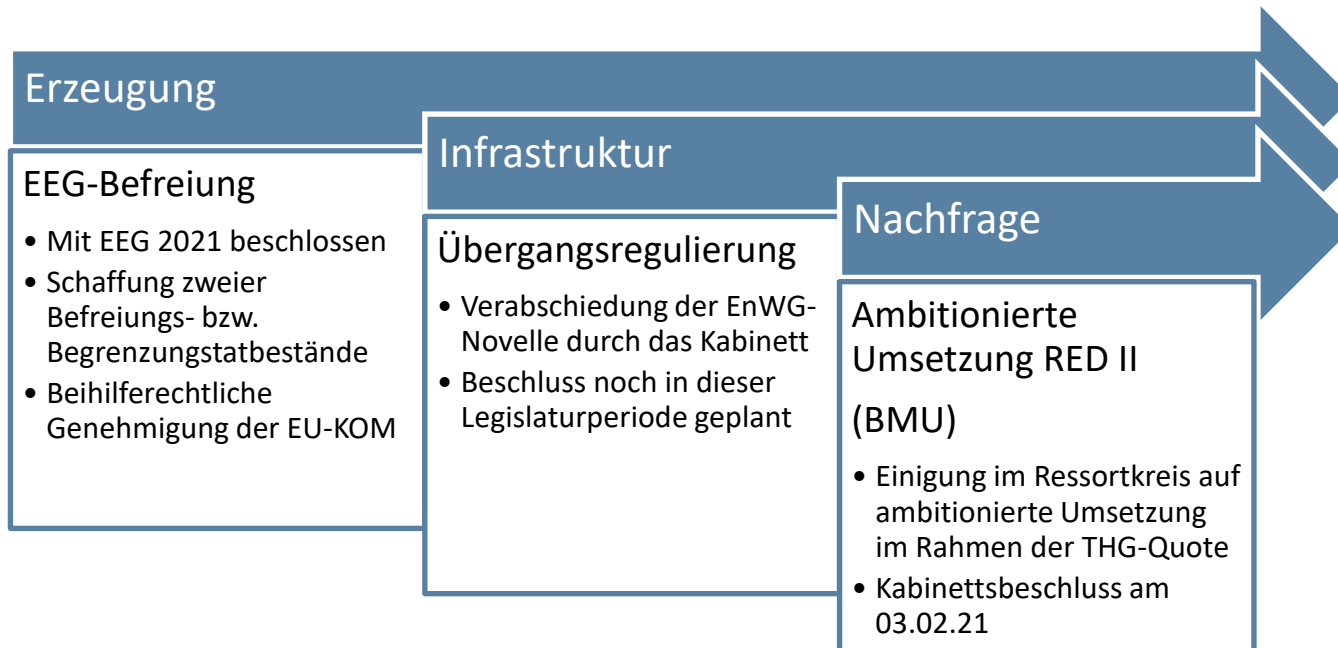 Erzeugung
EEG-Befreiung
• Mit EEG 2021 beschlossen
• Schaffung zweier
Befreiungs- bzw.
Begrenzungstatbestände
• Beihilferechtliche
Genehmigung der EU-KOM
Infrastruktur
Übergangsregulierung
• Verabschiedung der EnWG-
Novelle durch das Kabinett
• Beschluss noch in dieser
Legislaturperiode geplant
Nachfrage
Ambitionierte
Umsetzung RED II
(BMU)
• Einigung im Ressortkreis auf
ambitionierte Umsetzung
im Rahmen der THG-Quote
• Kabinettsbeschluss am
03.02.21